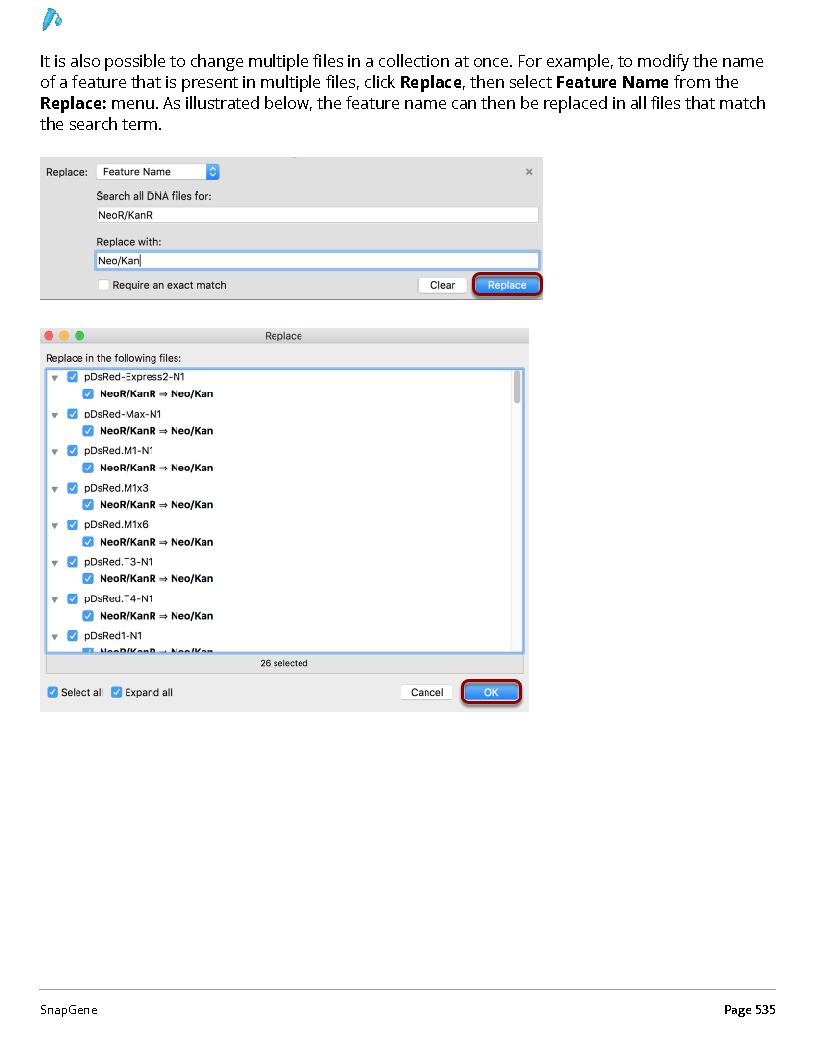 It is also possible to change multiple files in a collection at once. For example, to modify the name
of a feature that is present in multiple files, click Replace, then select Feature Name from the
Replace: menu. As illustrated below, the feature name can then be replaced in all files that match
the search term.
Replace: Feature Name
Search all DNA files for:
NeoR/KanR
Replace with:
Neo/Kan
Require an exact match Clear Replace
Replace
Replace in the following files:
pDsRed-Express2-N1
NeoR/KanR ⇒ Neo/Kan
pDsRed-Max-N1
NeoR/KanR ⇒ Neo/Kan
pDsRed.M1-N1
NeoR/KanR ⇒ Neo/Kan
pDsRed.M1x3
NeoR/KanR ⇒ Neo/Kan
pDsRed.M1x6
NeoR/KanR ⇒ Neo/Kan
pDsRed.T3-N1
NeoR/KanR ⇒ Neo/Kan
pDsRed.T4-N1
NeoR/KanR ⇒ Neo/Kan
pDsRed1-N1
NeoR/KanR ⇒ Neo/Kan
26 selected
Select all Expand all Cancel OK
SnapGene Page 535